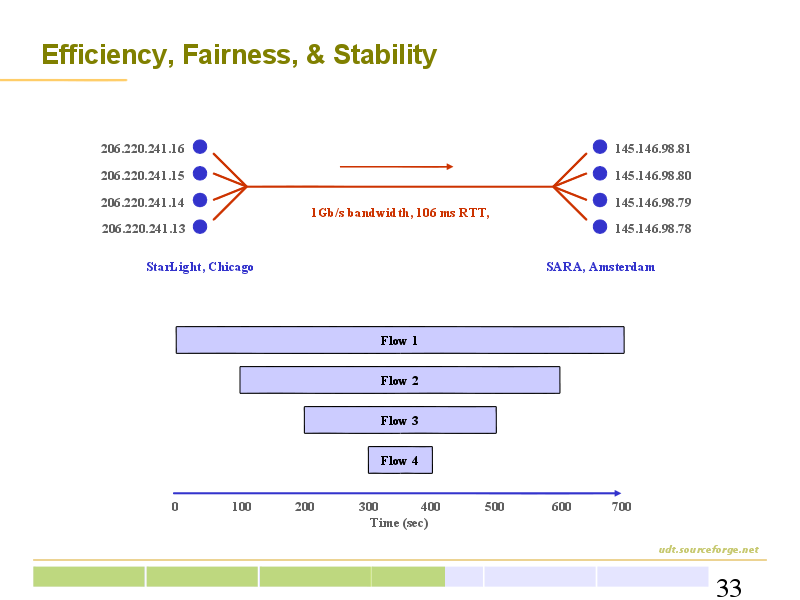 Efficiency, Fairness, & Stability
206.220.241.16
145.146.98.81
206.220.241.15
145.146.98.80
206.220.241.14
145.146.98.79
1Gb/s bandwidth, 106 ms RTT,
206.220.241.13
145.146.98.78
StarLight, Chicago
SARA, Amsterdam
Flow 1
Flow 2
Flow 3
Flow 4
0 100 200 300 400 500 600 700
Time (sec)
udt.sourceforge.net
33